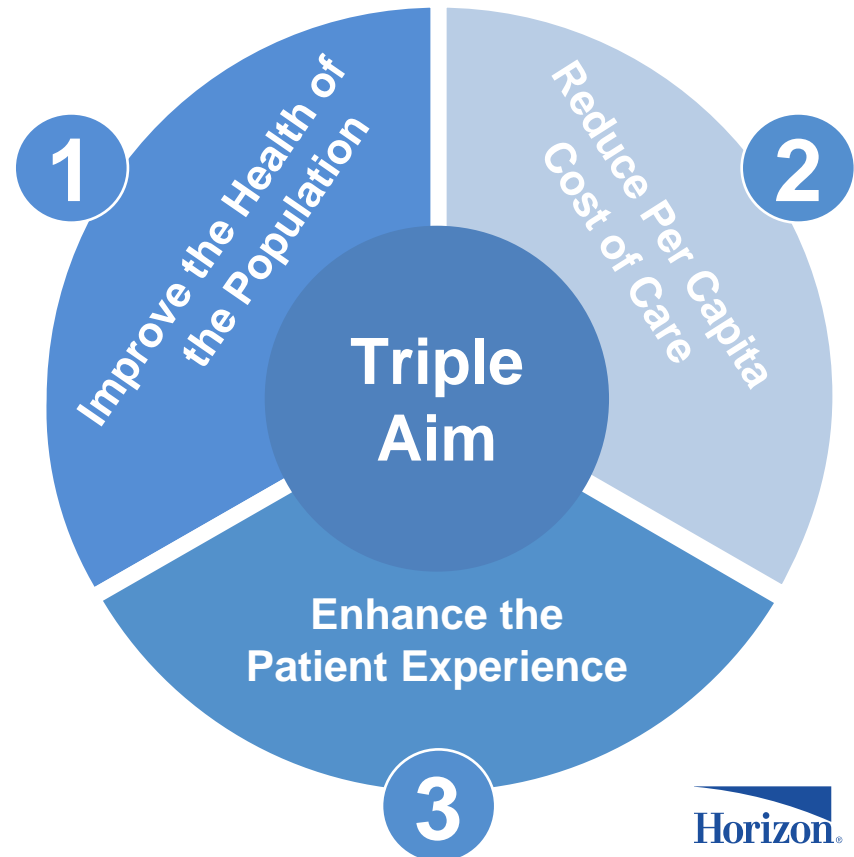 1
Improve the Health of
the Population
2
Reduce Per Capita
Cost of Care
Triple
Aim
Enhance the
Patient Experience
3
Horizon®